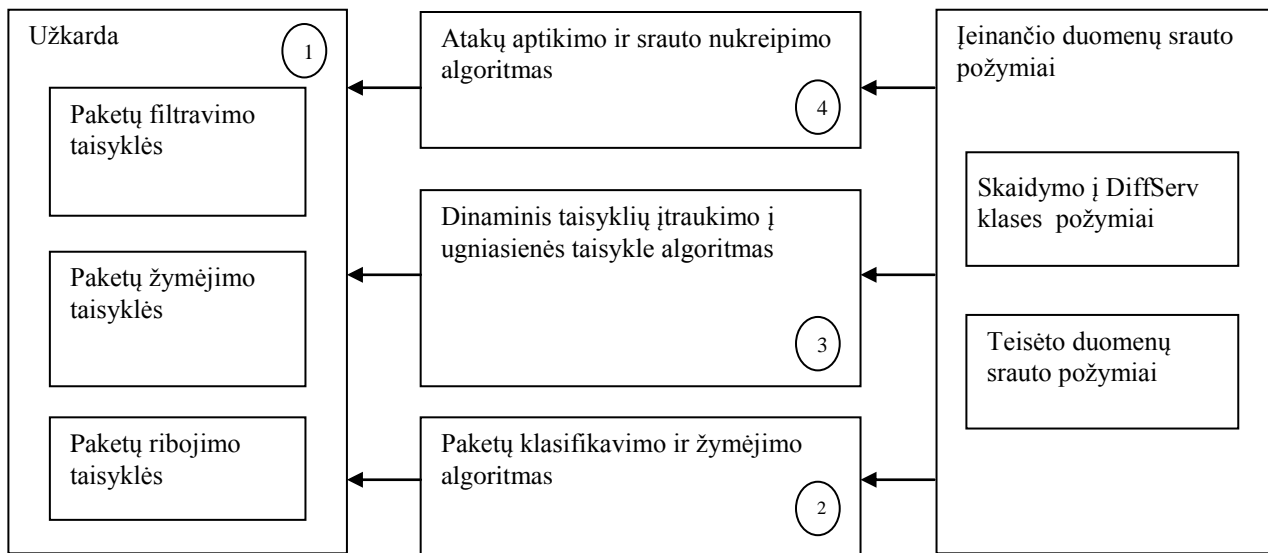 Užkarda
1
Paketų filtravimo
taisyklės
Paketų žymėjimo
taisyklės
Paketų ribojimo
taisyklės
Atakų aptikimo ir srauto nukreipimo
algoritmas
4
Dinaminis taisyklių įtraukimo į
ugniasienės taisykle algoritmas
3
Paketų klasifikavimo ir žymėjimo
algoritmas
2
Įeinančio duomenų srauto
požymiai
Skaidymo į DiffServ
klases požymiai
Teisėto duomenų
srauto požymiai